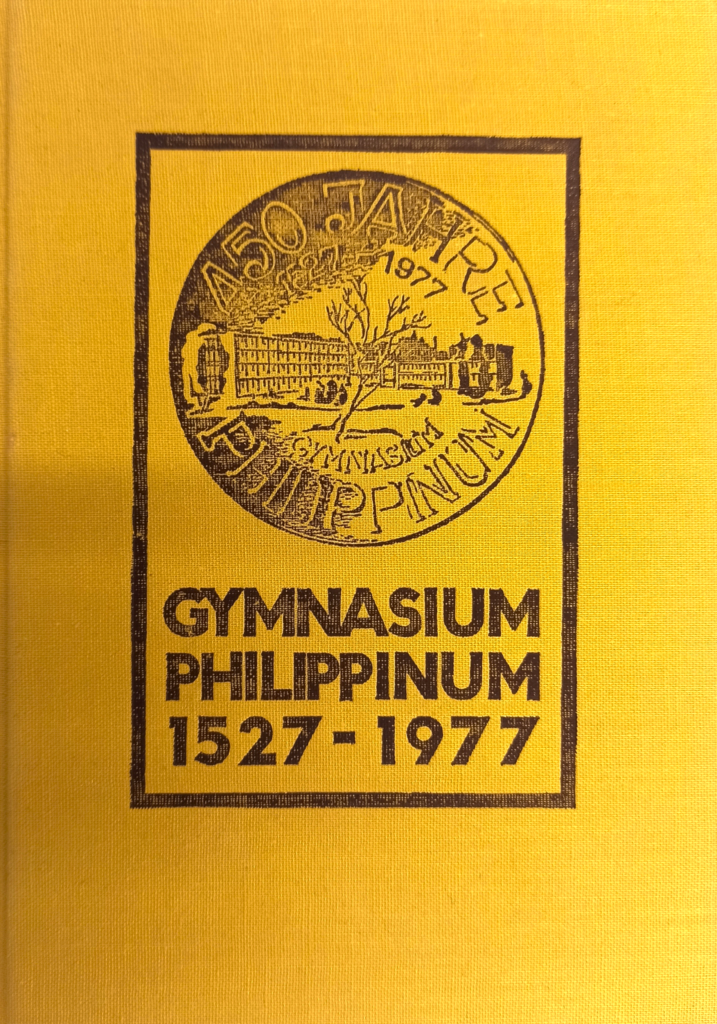 450 JAHRE
1527 - 1977
GYMNASIUM
PHILIPPINUM
GYMNASIUM
PHILIPPINUM
1527 - 1977